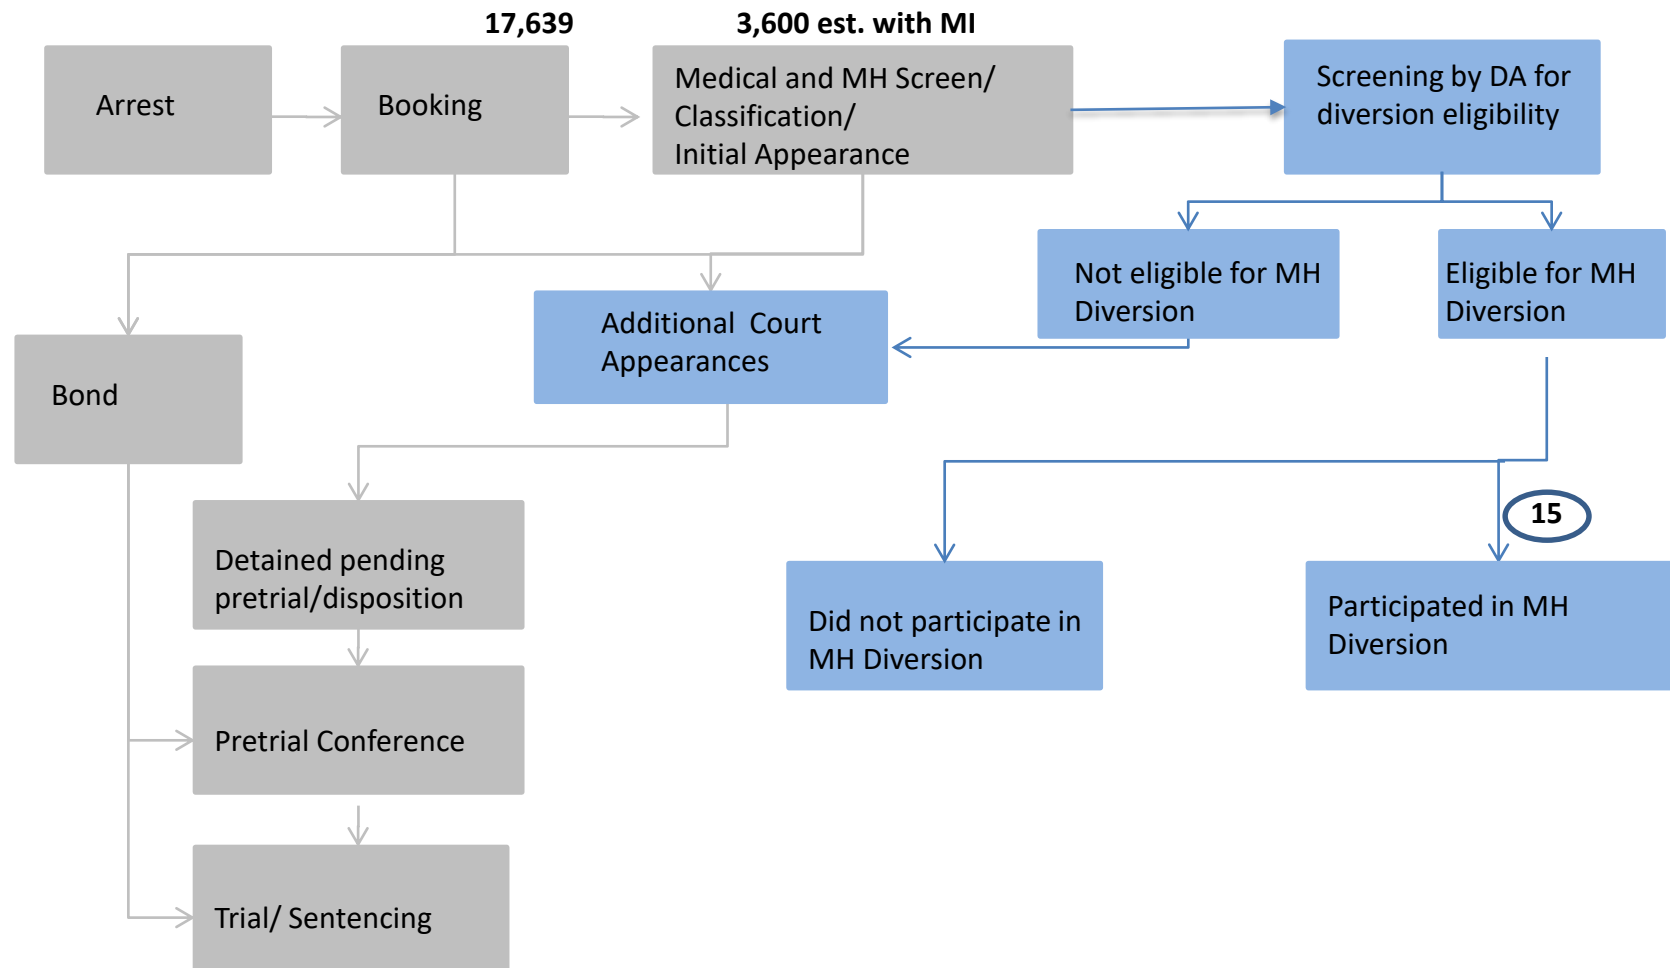 17,639
3,600 est. with MI
Arrest
Booking
Medical and MH Screen/
Classification/
Initial Appearance
Screening by DA for
diversion eligibility
Not eligible for MH
Diversion
Eligible for MH
Diversion
Additional  Court
Appearances
Bond
15
Detained pending
pretrial/disposition
Did not participate in
MH Diversion
Participated in MH
Diversion
Pretrial Conference
Trial/ Sentencing